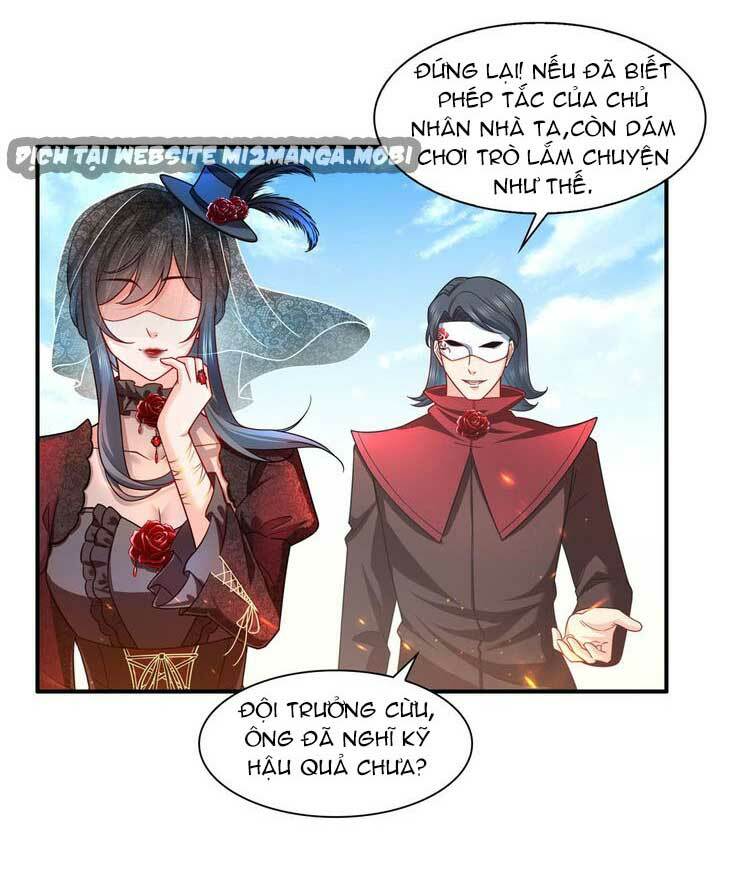 ĐỨNG LẠI! NẾU ĐÃ BIẾT
PHÉP TẮC CỦA CHỦ
NHÂN NHÀ TA,CÒN DÁM
CHƠI TRÒ LẮM CHUYỆN
NHƯ THẾ.
DỊCH TẠI WEBSITE MI2MANGA.MOBI
ĐỘI TRƯỞNG CỪU,
ÔNG ĐÃ NGHĨ KỸ
HẬU QUẢ CHƯA?